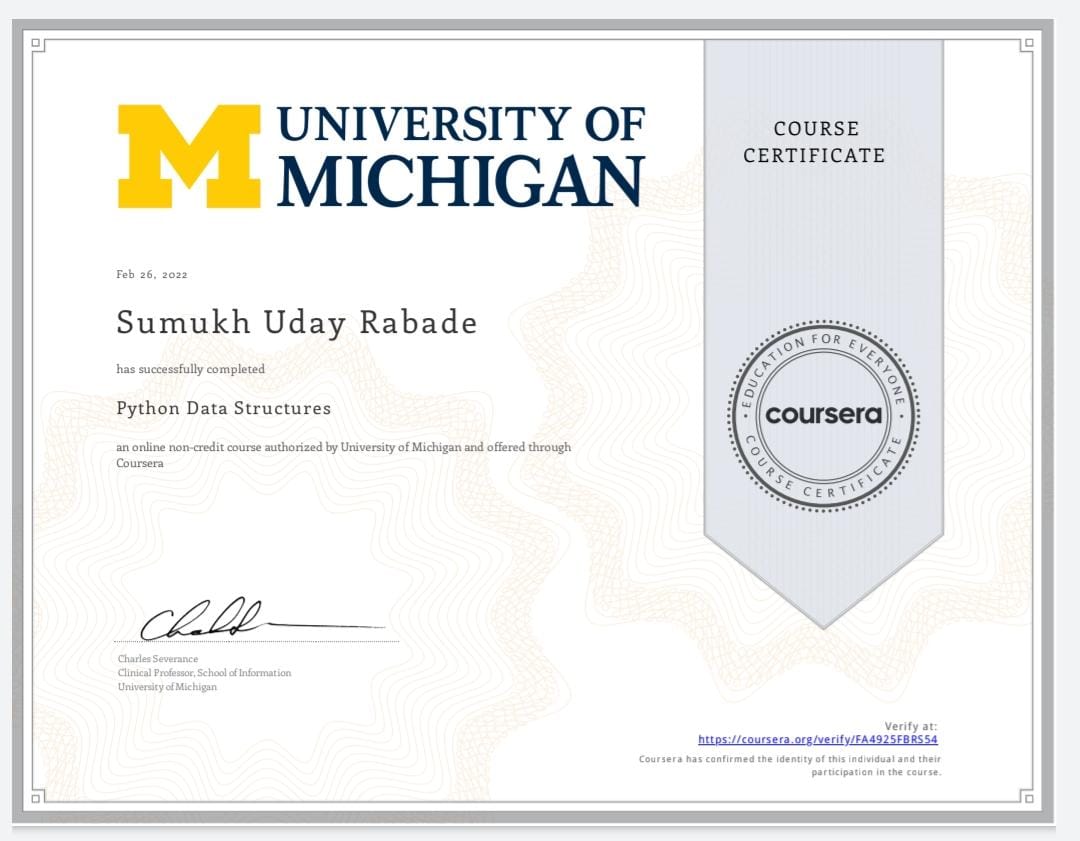 UNIVERSITY OF
MICHIGAN
COURSE
CERTIFICATE
Feb 26, 2022
Sumukh Uday Rabade
has successfully completed
Python Data Structures
an online non-credit course authorized by University of Michigan and offered through
Coursera
EDUCATION FOR EVERYONE
coursera
COURSE CERTIFICATE
Charles Severance
Clinical Professor, School of Information
University of Michigan
Verify at:
https://coursera.org/verify/FA4925FBRS54
Coursera has confirmed the identity of this individual and their
participation in the course.